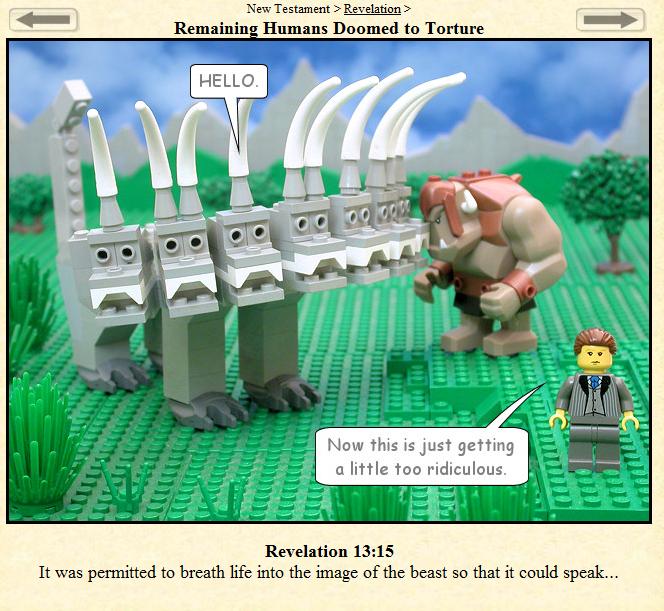 New Testament > Revelation >
Remaining Humans Doomed to Torture
HELLO.
Now this is just getting
a little too ridiculous.
Revelation 13:15
It was permitted to breath life into the image of the beast so that it could speak...